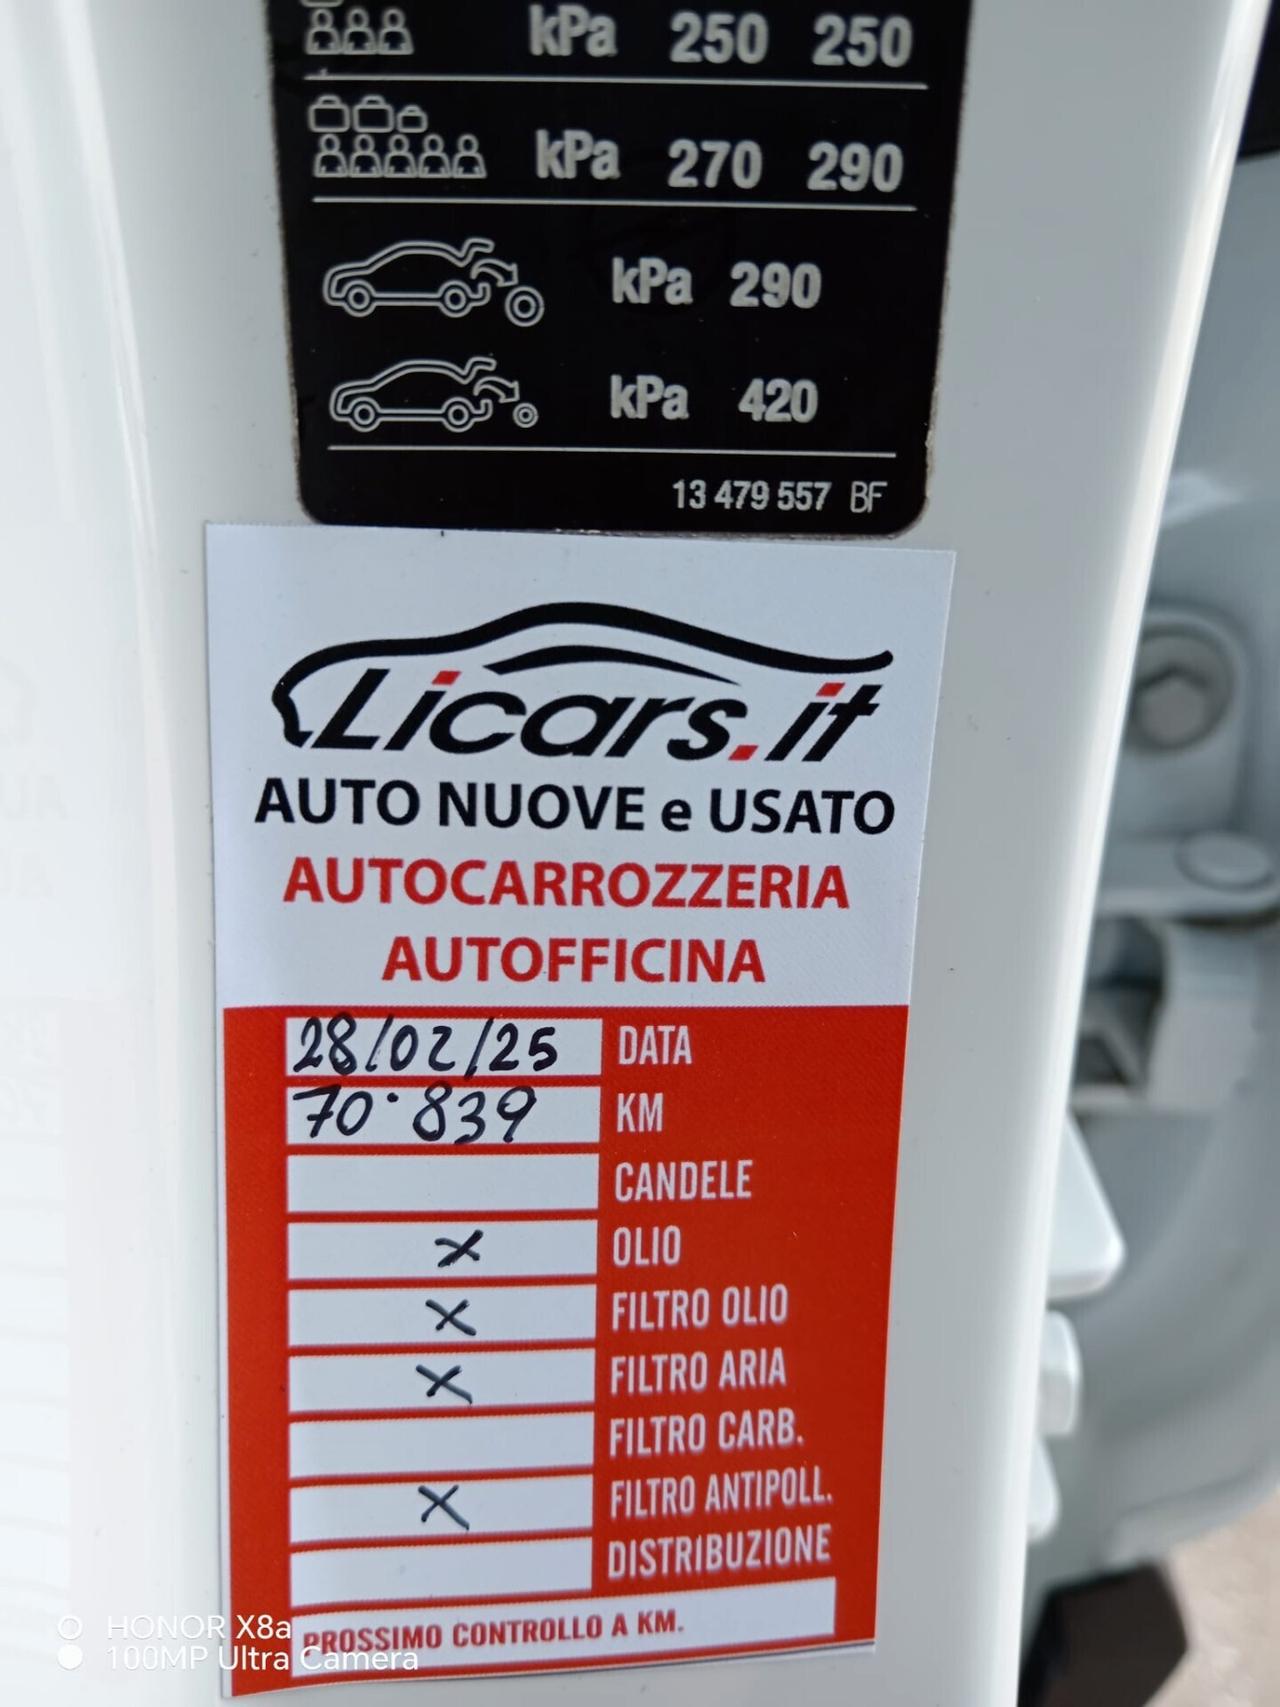 kPa 250 250
kPa 270 290
kPa 290
kPa 420
13 479 557 BF
Licars.it
AUTO NUOVE e USATO
AUTOCARROZZERIA
AUTOFFICINA
28/02/25 DATA
70.839 KM
CANDELE
X OLIO
X FILTRO OLIO
X FILTRO ARIA
FILTRO CARB.
X FILTRO ANTIPOLL.
DISTRIBUZIONE
PROSSIMO CONTROLLO A KM.
HONOR X8a
100MP Ultra Camera